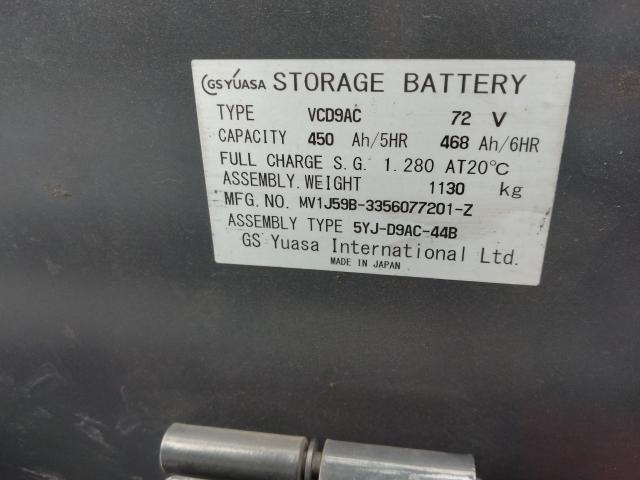 GS YUASA STORAGE BATTERY
TYPE VCD9AC 72 V
CAPACITY 450 Ah/5HR 468 Ah/6HR
FULL CHARGE S.G. 1.280 AT20℃
ASSEMBLY.WEIGHT 1130 kg
MFG.NO. MV1J59B-3356077201-Z
ASSEMBLY TYPE 5YJ-D9AC-44B
GS Yuasa International Ltd.
MADE IN JAPAN